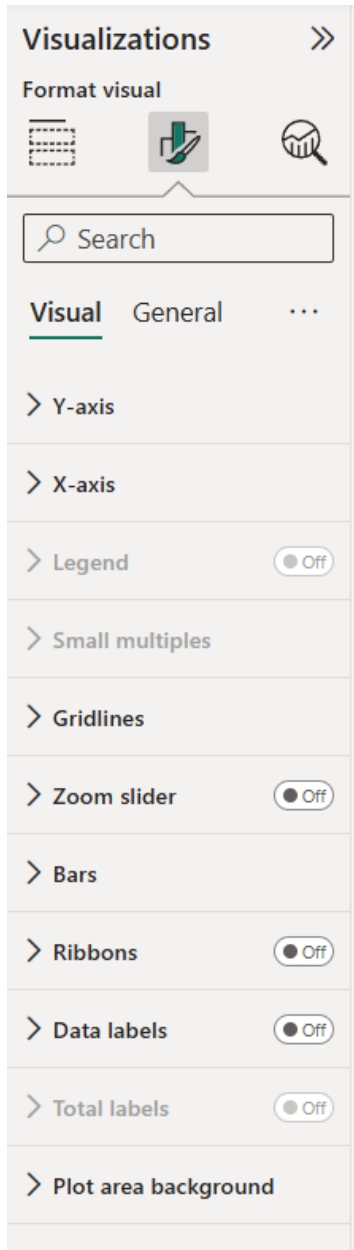 Visualizations
Format visual
Search
Visual General ...
Y-axis
X-axis
Legend Off
Small multiples
Gridlines
Zoom slider Off
Bars
Ribbons Off
Data labels Off
Total labels Off
Plot area background